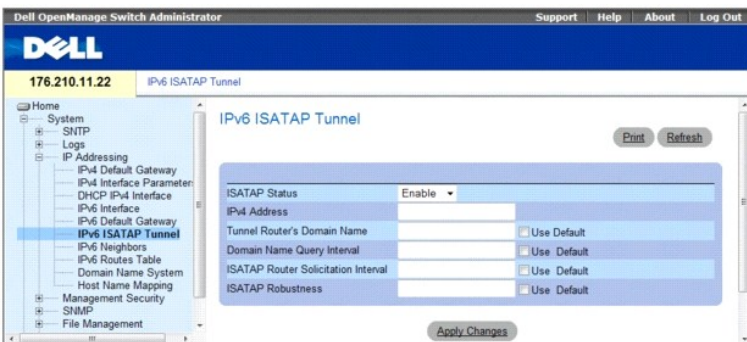 Dell OpenManage Switch Administrator
Support Help About Log Out
DELL
176.210.11.22 IPv6 ISATAP Tunnel
Home
System
SNTP
Logs
IP Addressing
IPv4 Default Gateway
IPv4 Interface Parameter
DHCP IPv4 Interface
IPv6 Interface
IPv6 Default Gateway
IPv6 ISATAP Tunnel
IPv6 Neighbors
IPv6 Routes Table
Domain Name System
Host Name Mapping
Management Security
SNMP
File Management
IPv6 ISATAP Tunnel
Print Refresh
ISATAP Status Enable
IPv4 Address
Tunnel Router's Domain Name Use Default
Domain Name Query Interval Use Default
ISATAP Router Solicitation Interval Use Default
ISATAP Robustness Use Default
Apply Changes